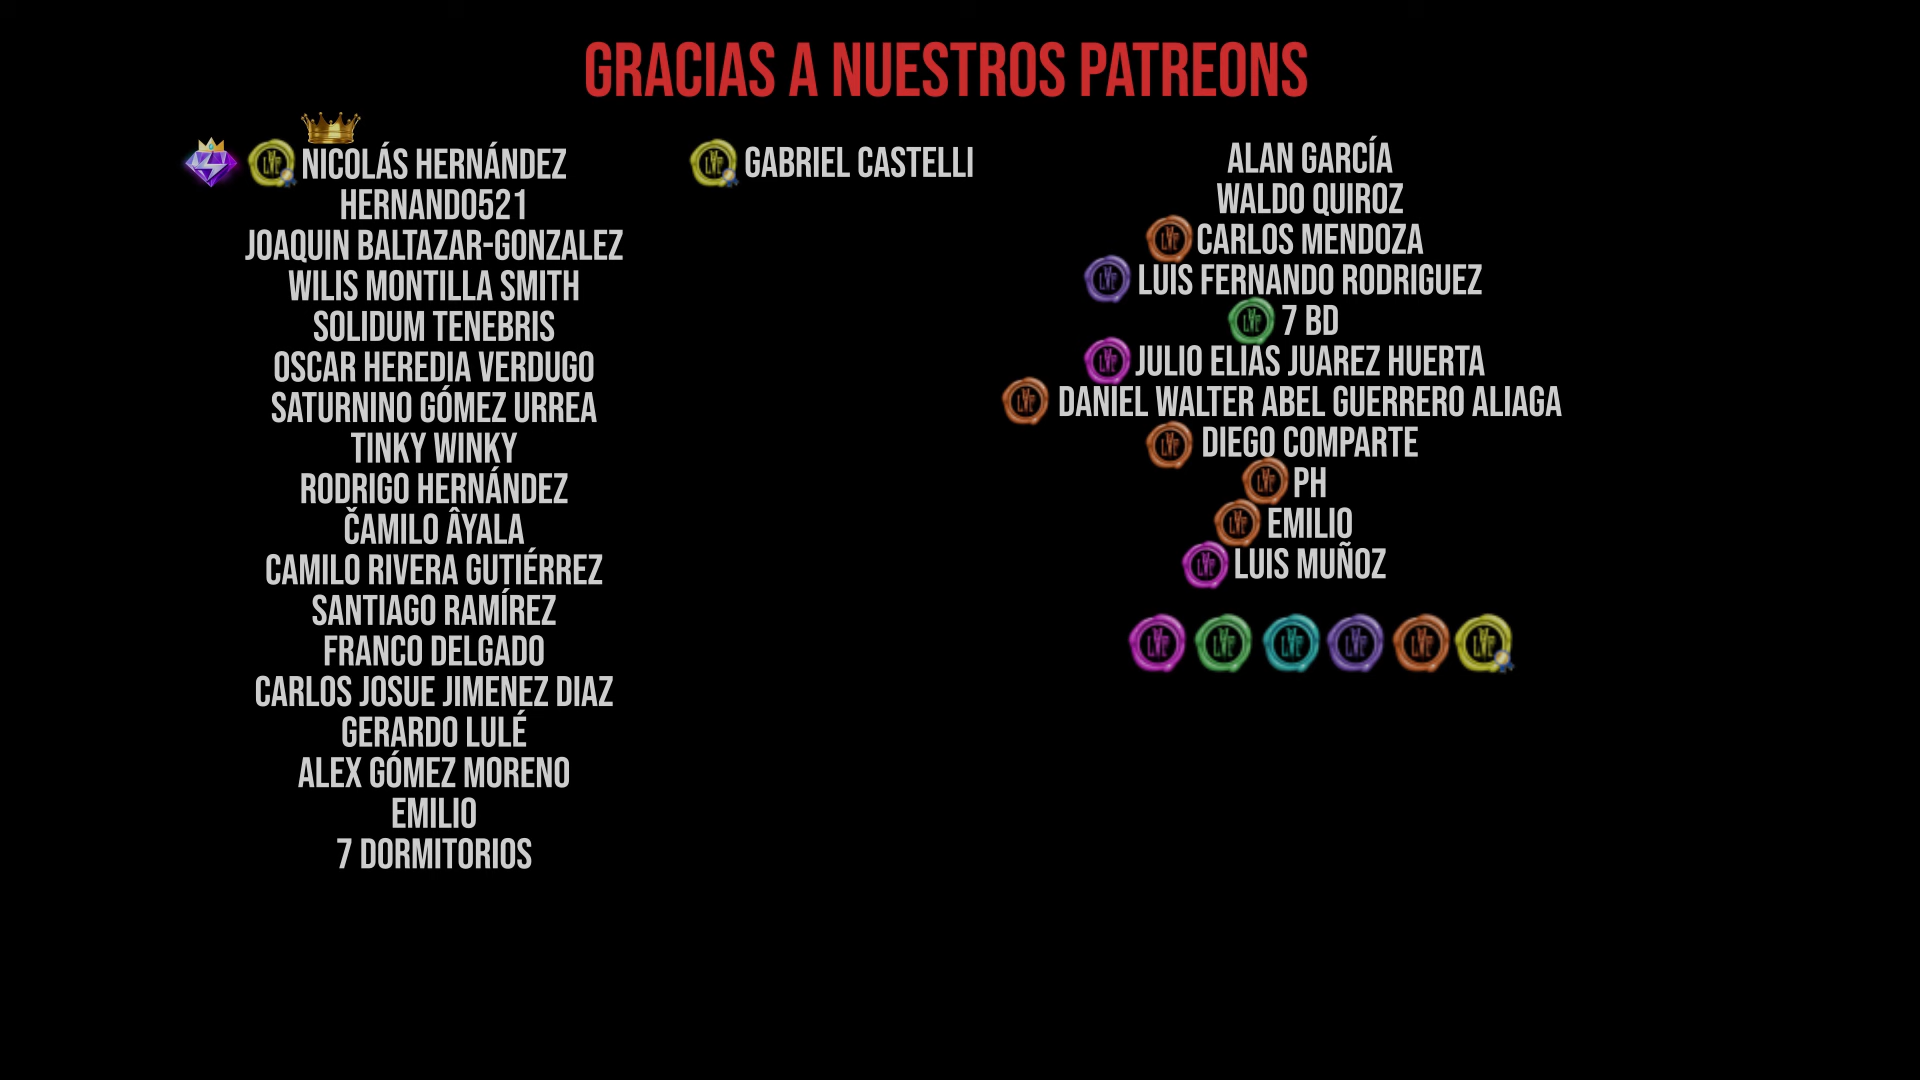 GRACIAS A NUESTROS PATREONS
NICOLÁS HERNÁNDEZ
HERNANDO521
JOAQUIN BALTAZAR-GONZALEZ
WILIS MONTILLA SMITH
SOLIDUM TENEBRIS
OSCAR HEREDIA VERDUGO
SATURNINO GÓMEZ URREA
TINKY WINKY
RODRIGO HERNÁNDEZ
ČAMILO ÂYALA
CAMILO RIVERA GUTIÉRREZ
SANTIAGO RAMÍREZ
FRANCO DELGADO
CARLOS JOSUE JIMENEZ DIAZ
GERARDO LULÉ
ALEX GÓMEZ MORENO
EMILIO
7 DORMITORIOS
GABRIEL CASTELLI
ALAN GARCÍA
WALDO QUIROZ
CARLOS MENDOZA
LUIS FERNANDO RODRIGUEZ
7 BD
JULIO ELIAS JUAREZ HUERTA
DANIEL WALTER ABEL GUERRERO ALIAGA
DIEGO COMPARTE
PH
EMILIO
LUIS MUÑOZ